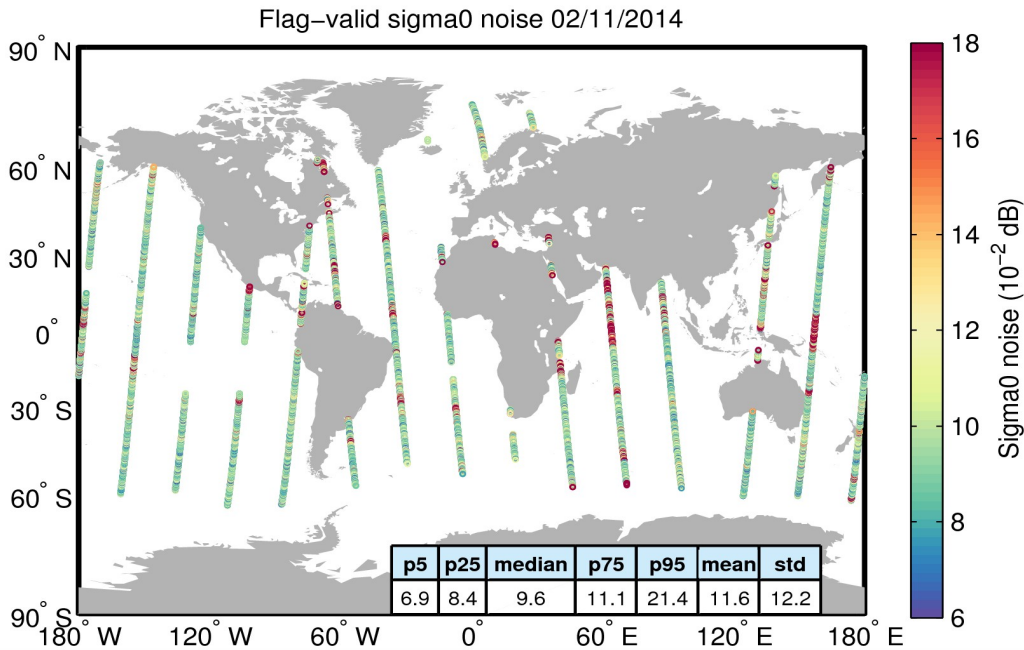 Flag−valid sigma0 noise 02/11/2014
90° N
60° N
30° N
0°
30° S
60° S
90° S
180° W
120° W
60° W
0°
60° E
120° E
180° E
p5 p25 median p75 p95 mean std
6.9 8.4 9.6 11.1 21.4 11.6 12.2
18
16
14
12
10
8
6
Sigma0 noise (10⁻² dB)